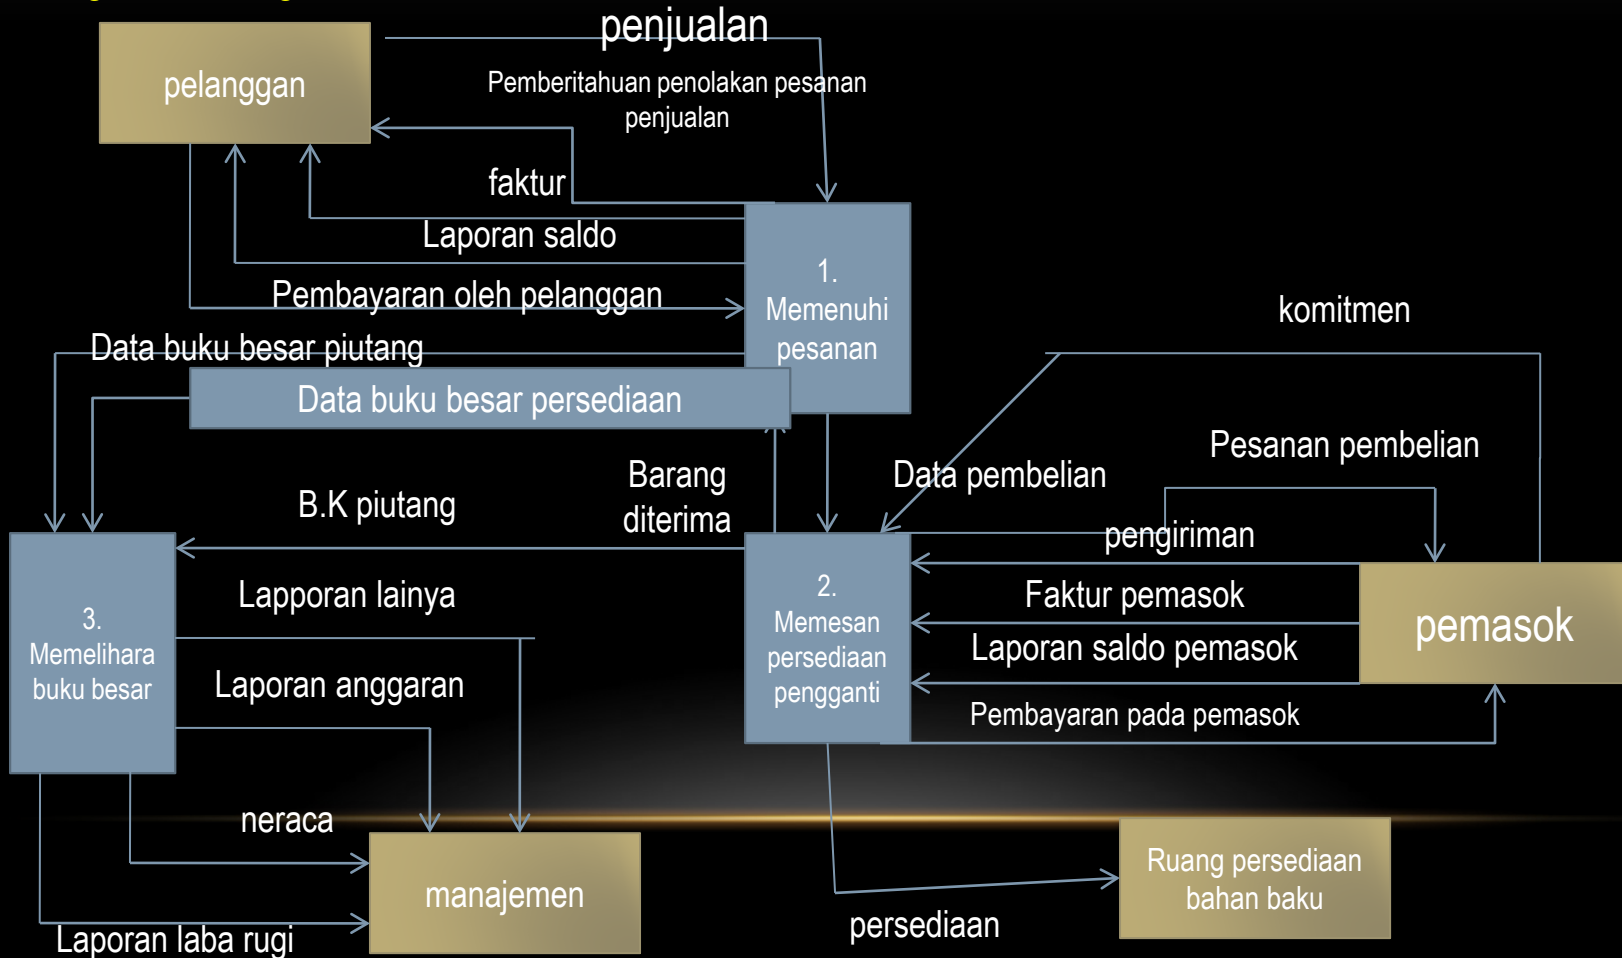 penjualan
pelanggan
Pemberitahuan penolakan pesanan
penjualan
faktur
Laporan saldo
Pembayaran oleh pelanggan
1.
Memenuhi
pesanan
komitmen
Data buku besar piutang
Data buku besar persediaan
Pesanan pembelian
Data pembelian
Barang
diterima
B.K piutang
pengiriman
Faktur pemasok
Laporan saldo pemasok
Pembayaran pada pemasok
pemasok
2.
Memesan
persediaan
pengganti
3.
Memelihara
buku besar
Lapporan lainya
Laporan anggaran
neraca
manajemen
Laporan laba rugi
persediaan
Ruang persediaan
bahan baku